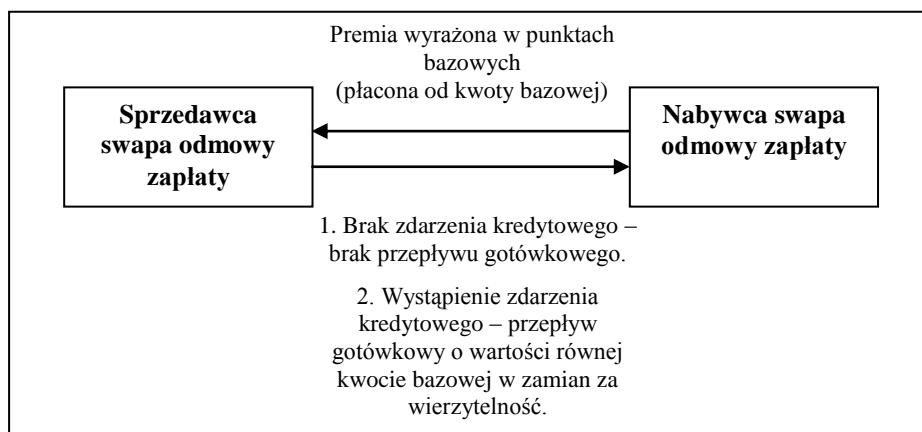 Premia wyrażona w punktach
bazowych
(płacona od kwoty bazowej)
Sprzedawca
swapa odmowy
zapłaty
Nabywca swapa
odmowy zapłaty
1. Brak zdarzenia kredytowego –
brak przepływu gotówkowego.
2. Wystąpienie zdarzenia
kredytowego – przepływ
gotówkowy o wartości równej
kwocie bazowej w zamian za
wierzytelność.